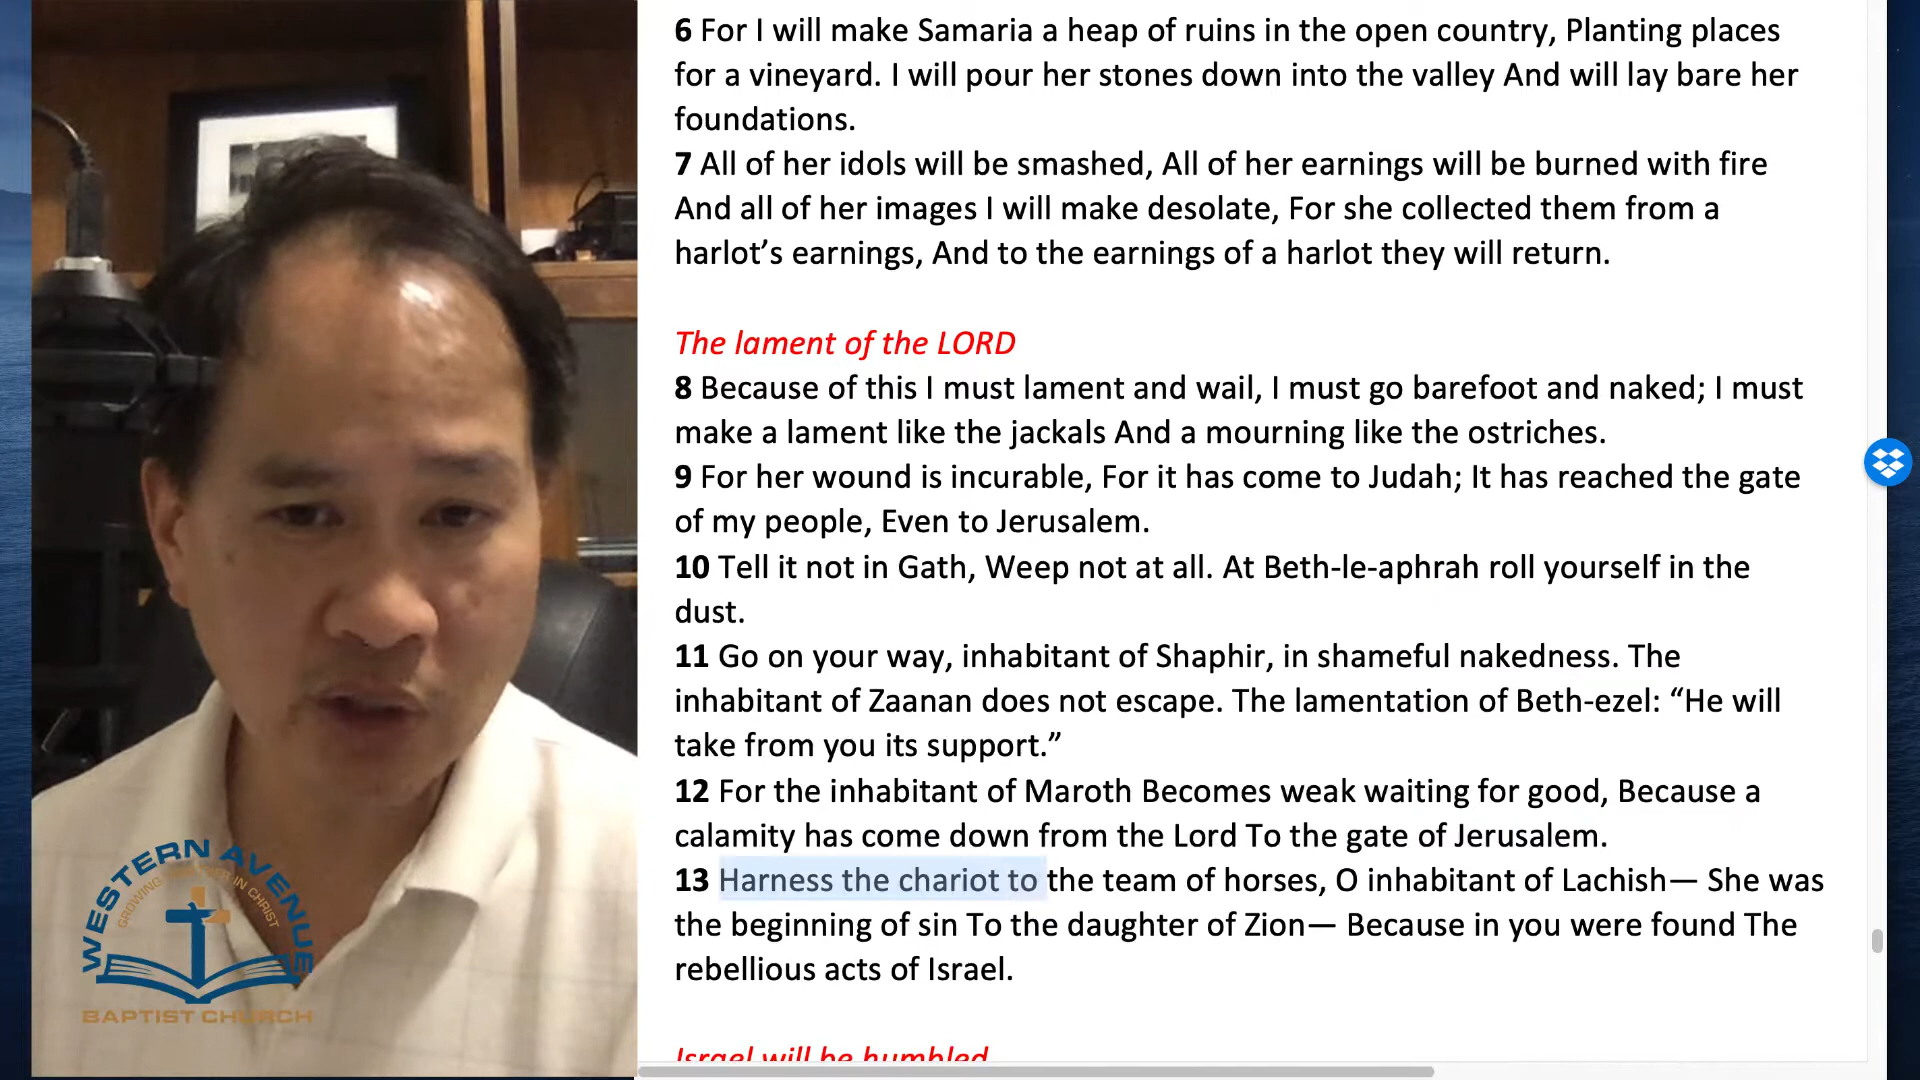 6 For I will make Samaria a heap of ruins in the open country, Planting places
for a vineyard. I will pour her stones down into the valley And will lay bare her
foundations.
7 All of her idols will be smashed, All of her earnings will be burned with fire
And all of her images I will make desolate, For she collected them from a
harlot’s earnings, And to the earnings of a harlot they will return.
The lament of the LORD
8 Because of this I must lament and wail, I must go barefoot and naked; I must
make a lament like the jackals And a mourning like the ostriches.
9 For her wound is incurable, For it has come to Judah; It has reached the gate
of my people, Even to Jerusalem.
10 Tell it not in Gath, Weep not at all. At Beth-le-aphrah roll yourself in the
dust.
11 Go on your way, inhabitant of Shaphir, in shameful nakedness. The
inhabitant of Zaanan does not escape. The lamentation of Beth-ezel: “He will
take from you its support.”
12 For the inhabitant of Maroth Becomes weak waiting for good, Because a
calamity has come down from the Lord To the gate of Jerusalem.
13 Harness the chariot to the team of horses, O inhabitant of Lachish— She was
the beginning of sin To the daughter of Zion— Because in you were found The
rebellious acts of Israel.
Israel will be humbled
WESTERN AVENUE
GROWING TOGETHER IN CHRIST
BAPTIST CHURCH